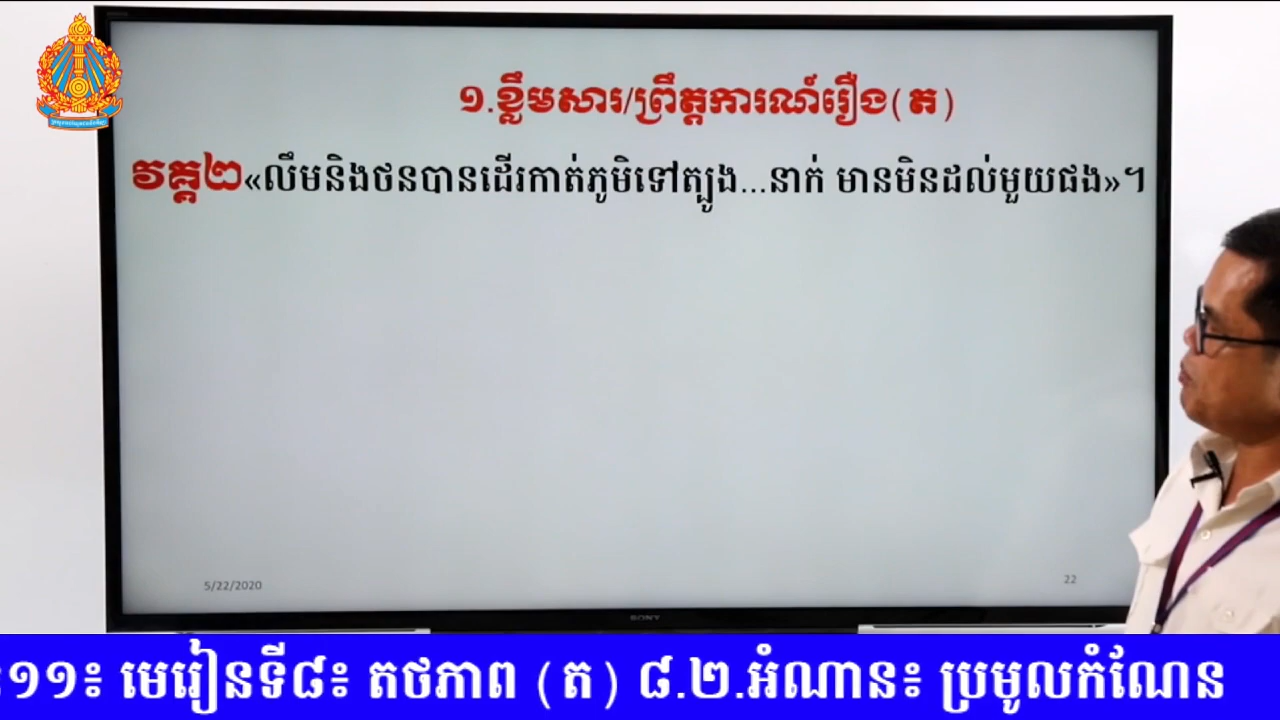 ១.ខ្លឹមសារ/ព្រឹត្តការណ៍រឿង(ត)
វគ្គ២«លឹមនិងថនបានដើរកាត់ភូមិទៅត្បូង...នាក់ មានមិនដល់មួយផង»។
5/22/2020
22
SONY
១១៖ មេរៀនទី៨៖ តថភាព (ត) ៨.២.អំណាន៖ ប្រមូលកំណែន